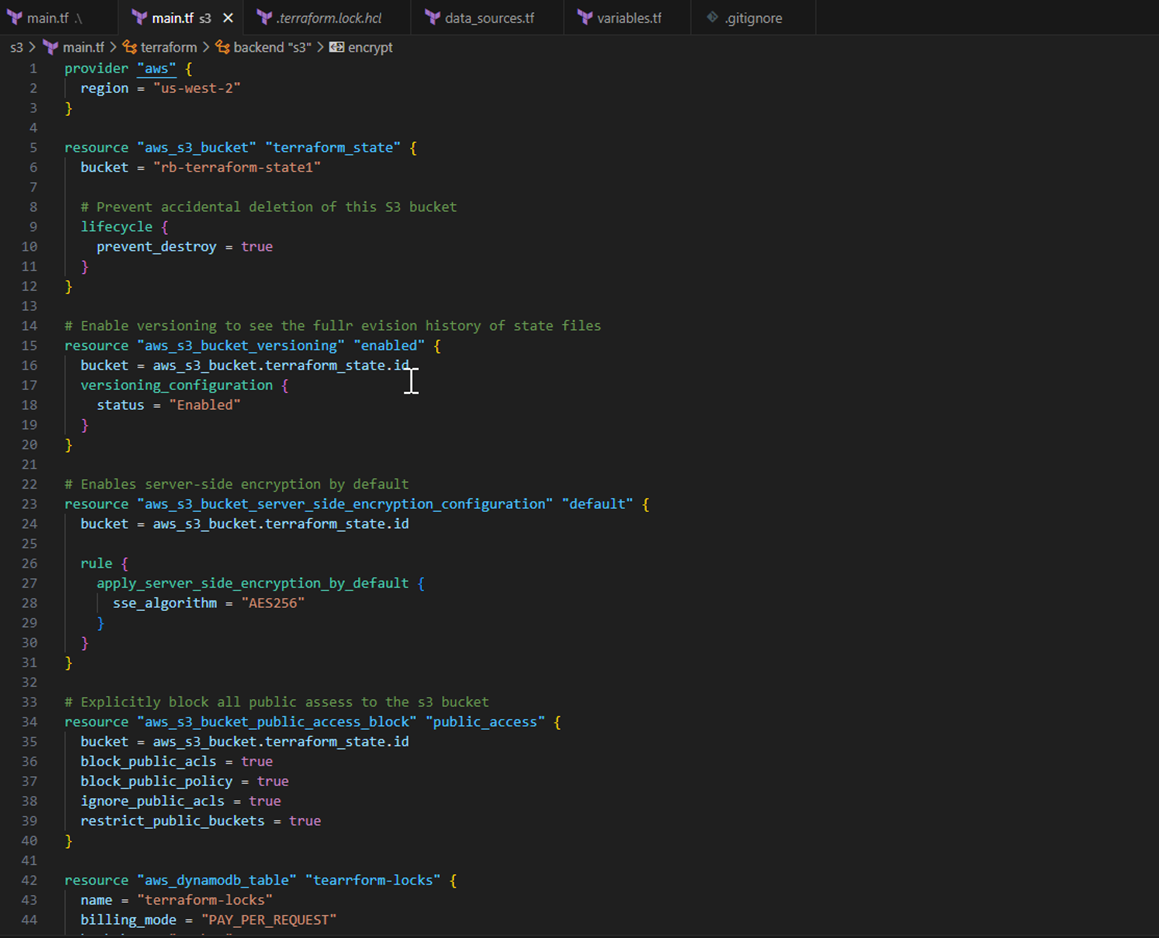 main.tf .\ main.tf s3 .terraform.lock.hcl data_sources.tf variables.tf .gitignore
s3 > main.tf > terraform > backend "s3" > encrypt
1 provider "aws" {
2 region = "us-west-2"
3 }
4
5 resource "aws_s3_bucket" "terraform_state" {
6 bucket = "rb-terraform-state1"
7
8 # Prevent accidental deletion of this S3 bucket
9 lifecycle {
10 prevent_destroy = true
11 }
12 }
13
14 # Enable versioning to see the fullr evision history of state files
15 resource "aws_s3_bucket_versioning" "enabled" {
16 bucket = aws_s3_bucket.terraform_state.id
17 versioning_configuration {
18 status = "Enabled"
19 }
20 }
21
22 # Enables server-side encryption by default
23 resource "aws_s3_bucket_server_side_encryption_configuration" "default" {
24 bucket = aws_s3_bucket.terraform_state.id
25
26 rule {
27 apply_server_side_encryption_by_default {
28 sse_algorithm = "AES256"
29 }
30 }
31 }
32
33 # Explicitly block all public assess to the s3 bucket
34 resource "aws_s3_bucket_public_access_block" "public_access" {
35 bucket = aws_s3_bucket.terraform_state.id
36 block_public_acls = true
37 block_public_policy = true
38 ignore_public_acls = true
39 restrict_public_buckets = true
40 }
41
42 resource "aws_dynamodb_table" "tearrform-locks" {
43 name = "terraform-locks"
44 billing_mode = "PAY_PER_REQUEST"